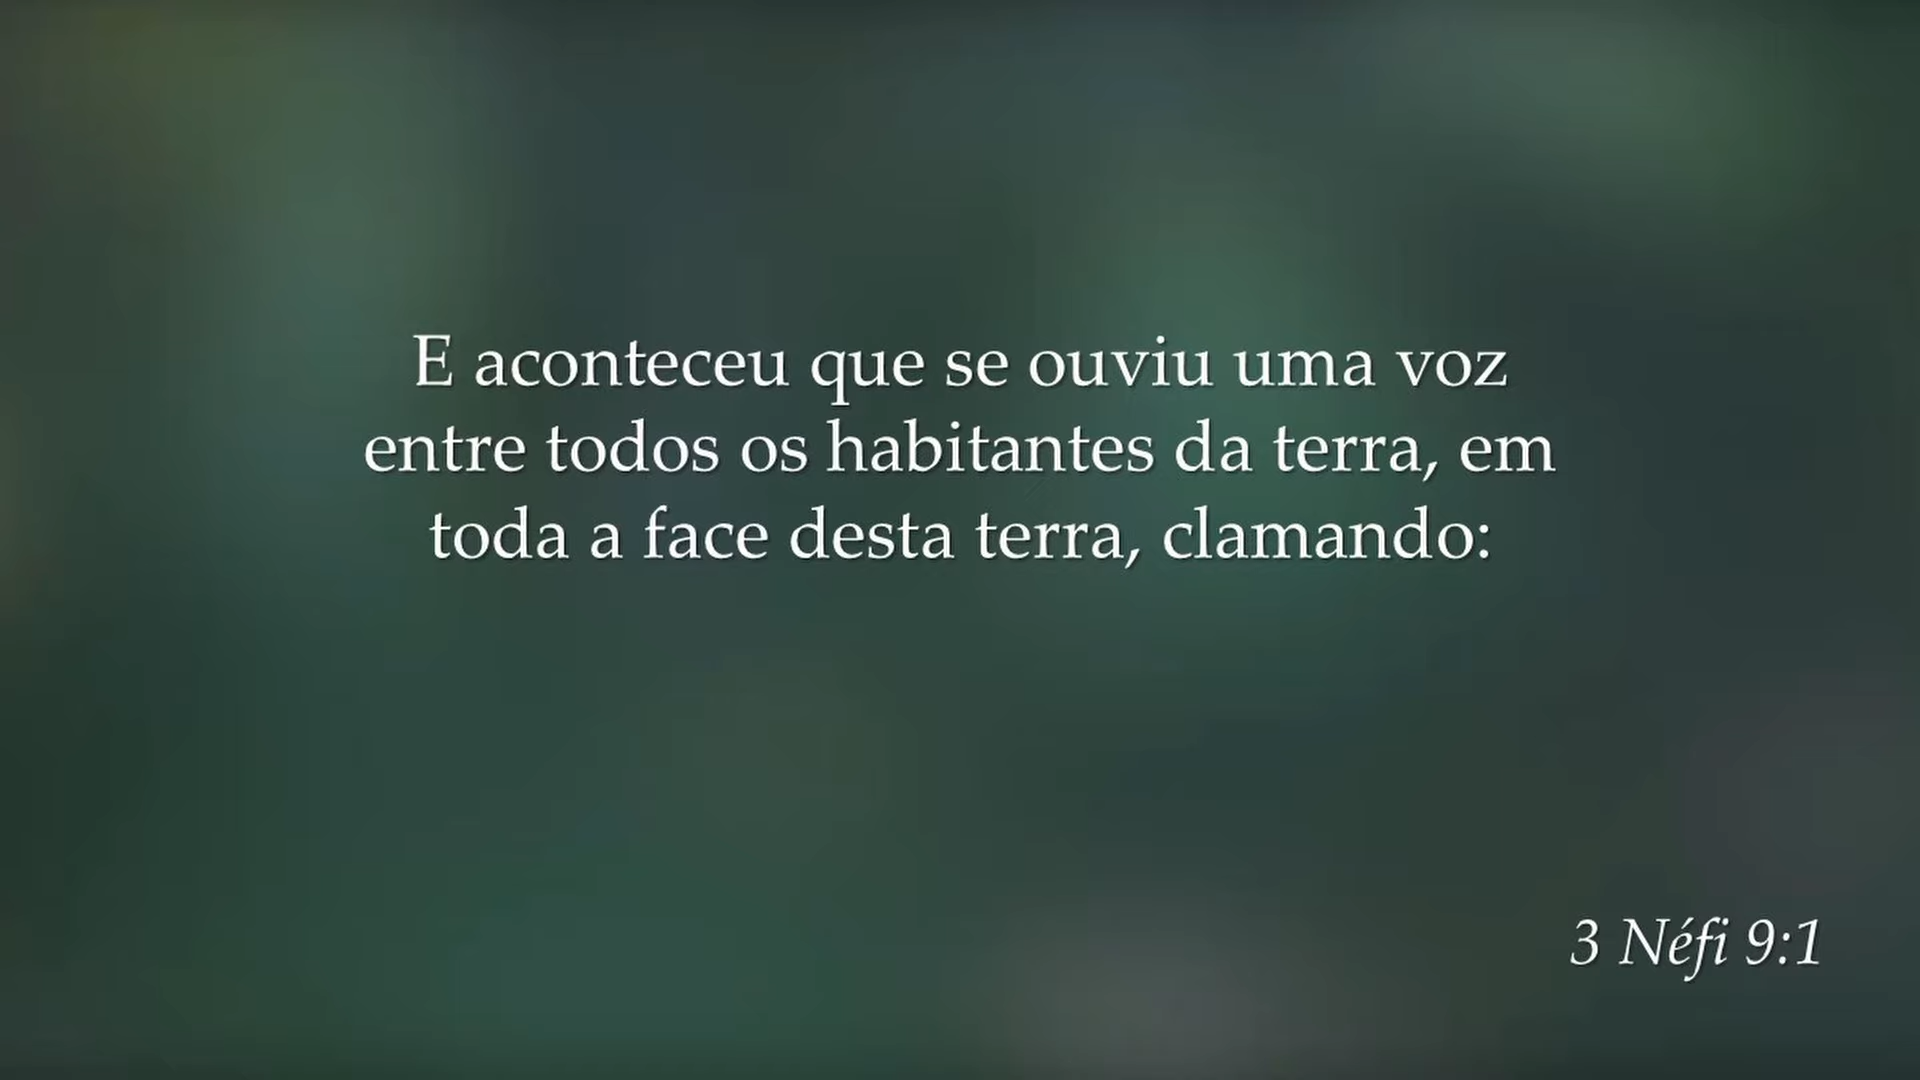 E aconteceu que se ouviu uma voz
entre todos os habitantes da terra, em
toda a face desta terra, clamando:
3 Néfi 9:1